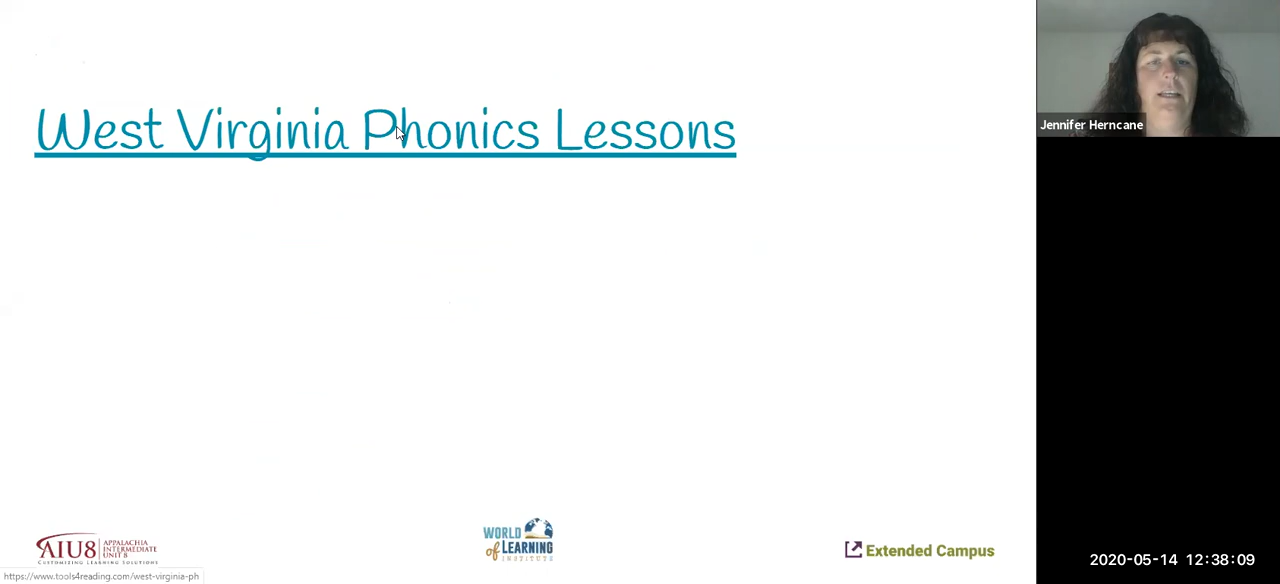 West Virginia Phonics Lessons
Jennifer Herncane
AIU8 APPALACHIA
INTERMEDIATE
UNIT 8
CUSTOMIZING LEARNING SOLUTIONS
WORLD
of LEARNING
INSTITUTE
Extended Campus
2020-05-14 12:38:09
https://www.tools4reading.com/west-virginia-ph